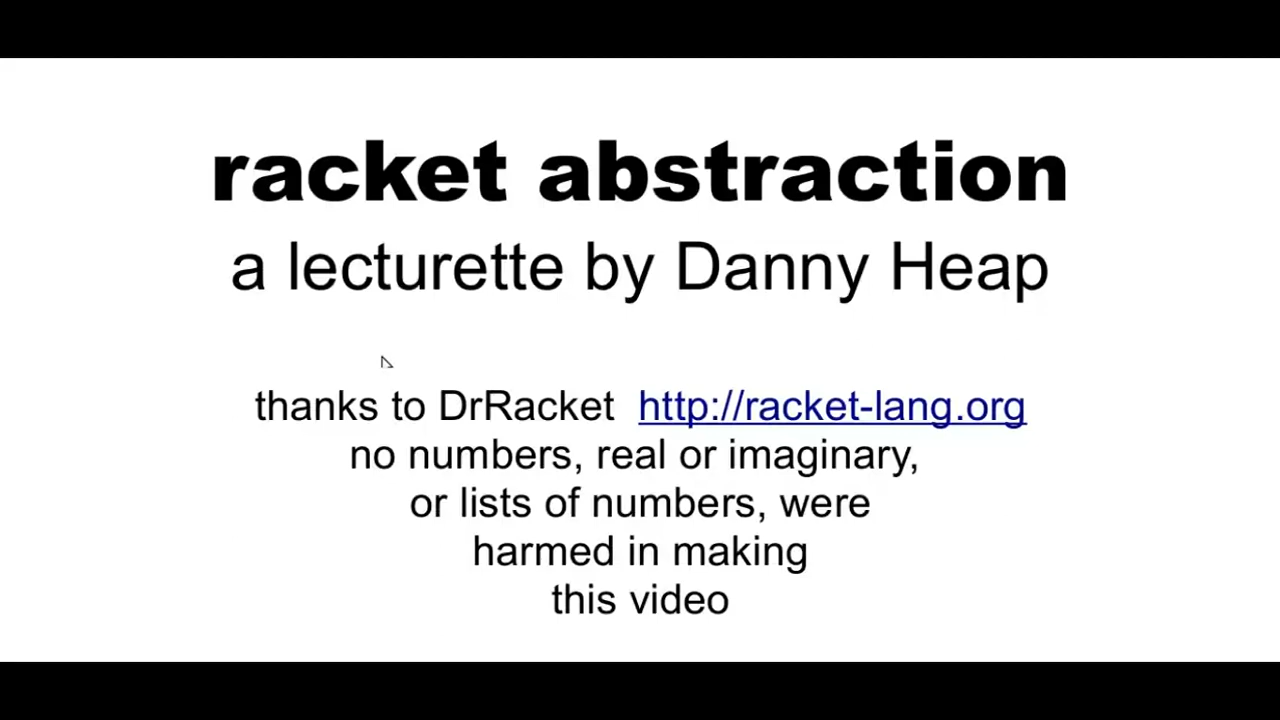 racket abstraction
a lecturette by Danny Heap
thanks to DrRacket http://racket-lang.org
no numbers, real or imaginary,
or lists of numbers, were
harmed in making
this video